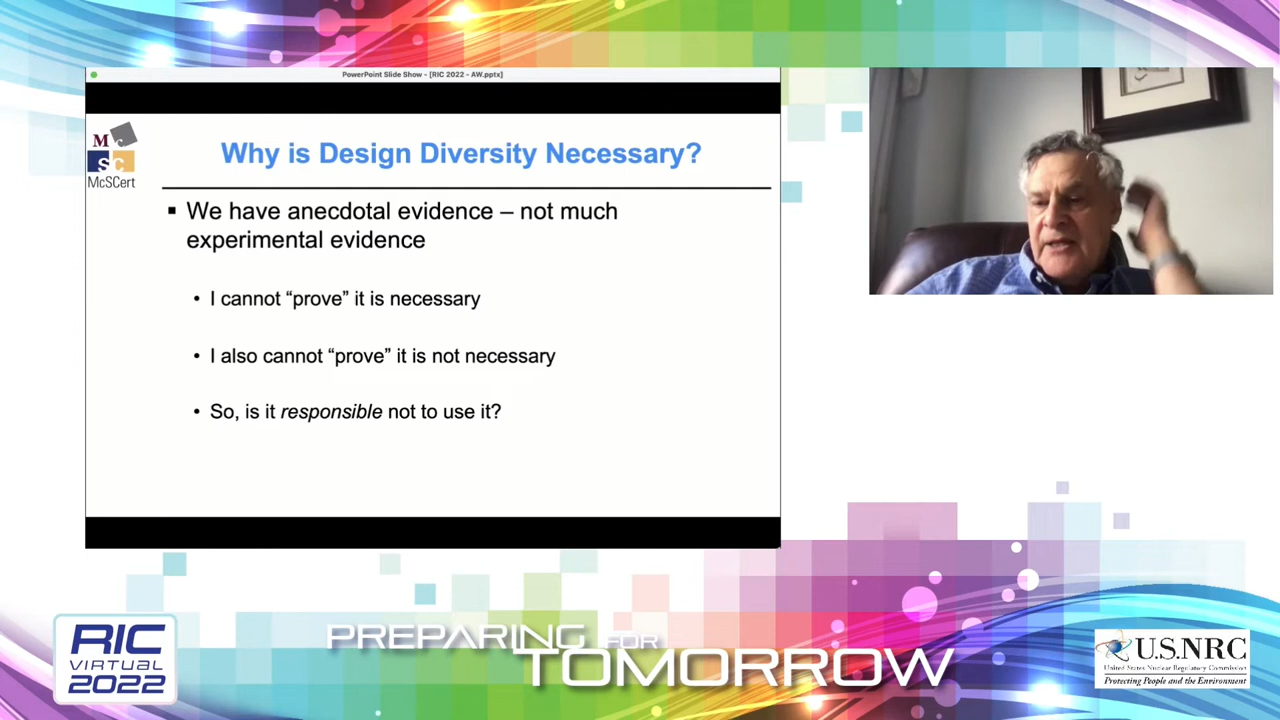 PowerPoint Slide Show - [RIC 2022 - AW.pptx]
Mc
SC
McSCert
Why is Design Diversity Necessary?
▪ We have anecdotal evidence – not much
experimental evidence
• I cannot “prove” it is necessary
• I also cannot “prove” it is not necessary
• So, is it responsible not to use it?
RIC
VIRTUAL
2022
PREPARING FOR
TOMORROW
U.S.NRC
United States Nuclear Regulatory Commission
Protecting People and the Environment